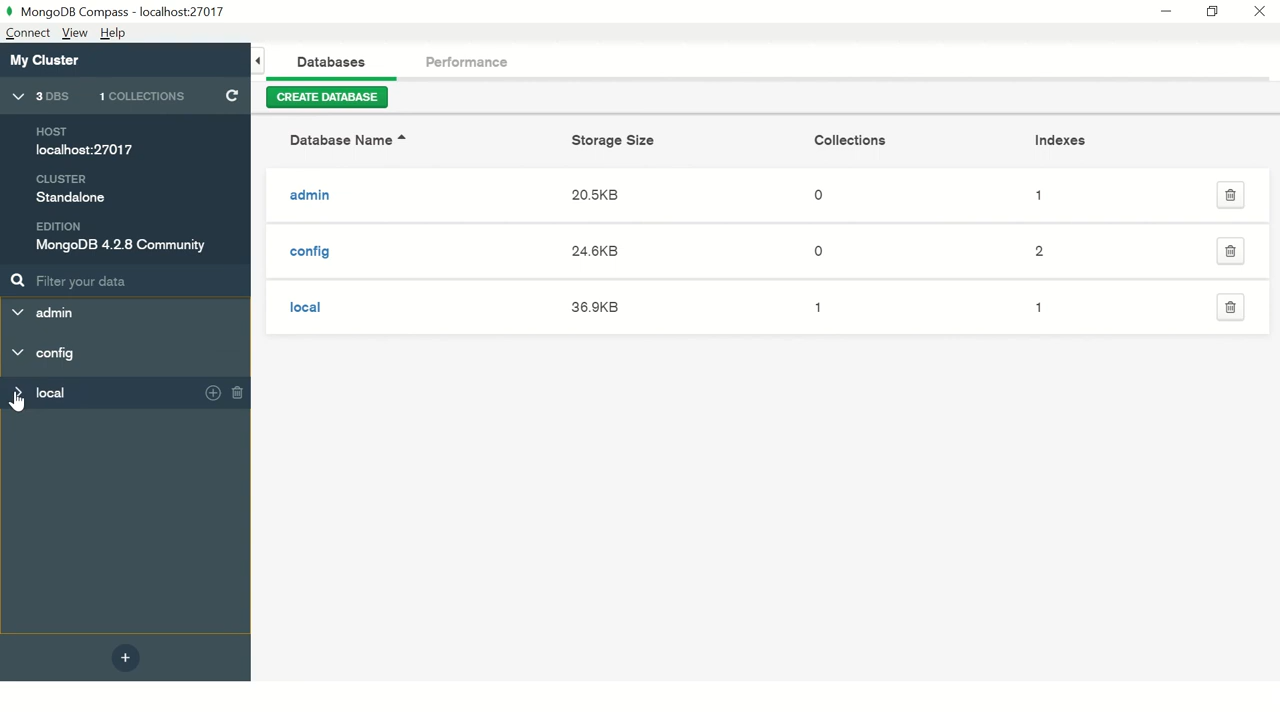 MongoDB Compass - localhost:27017
Connect View Help
My Cluster
3 DBS 1 COLLECTIONS
HOST
localhost:27017
CLUSTER
Standalone
EDITION
MongoDB 4.2.8 Community
Filter your data
admin
config
local
Databases Performance
CREATE DATABASE
Database Name Storage Size Collections Indexes
admin 20.5KB 0 1
config 24.6KB 0 2
local 36.9KB 1 1